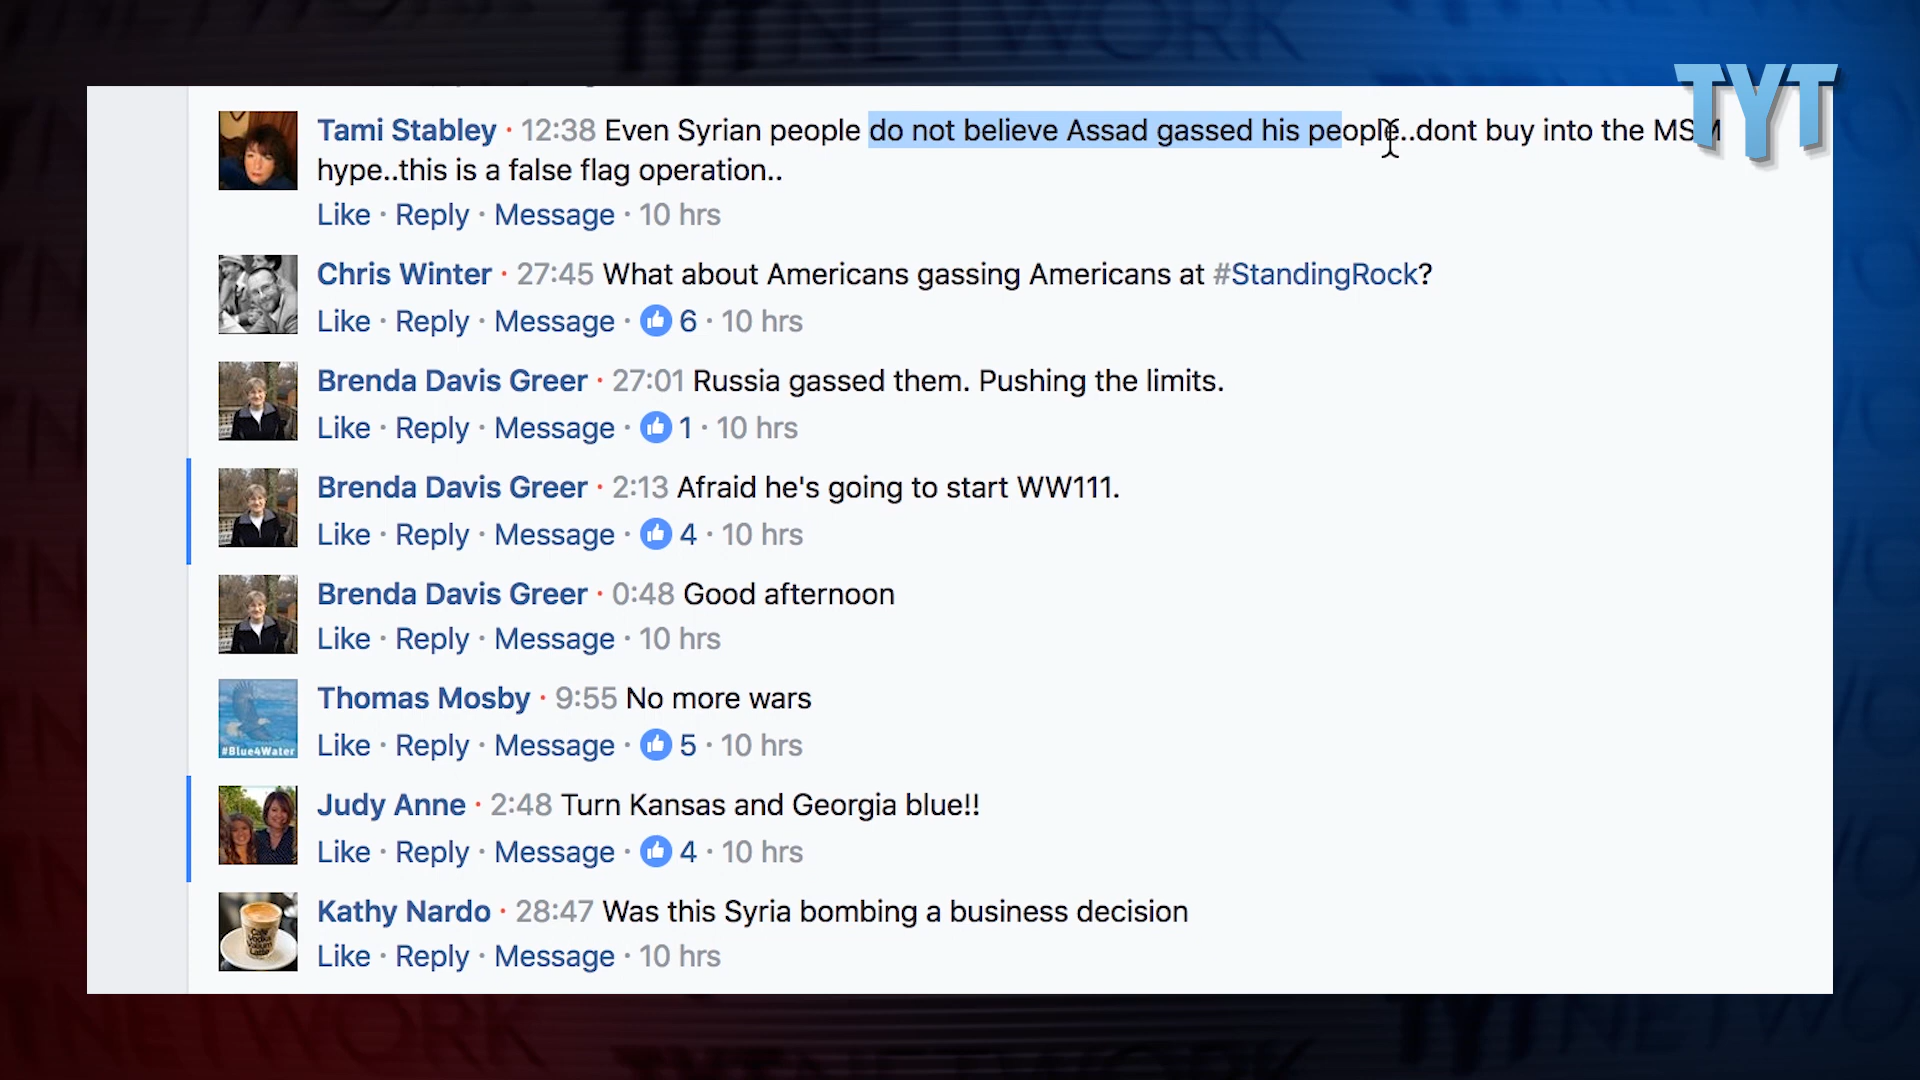 TYT NETWORK
TYT
Tami Stabley · 12:38 Even Syrian people do not believe Assad gassed his people..dont buy into the MSM
hype..this is a false flag operation..
Like · Reply · Message · 10 hrs
Chris Winter · 27:45 What about Americans gassing Americans at #StandingRock?
Like · Reply · Message · 6 · 10 hrs
Brenda Davis Greer · 27:01 Russia gassed them. Pushing the limits.
Like · Reply · Message · 1 · 10 hrs
Brenda Davis Greer · 2:13 Afraid he's going to start WW111.
Like · Reply · Message · 4 · 10 hrs
Brenda Davis Greer · 0:48 Good afternoon
Like · Reply · Message · 10 hrs
Thomas Mosby · 9:55 No more wars
#Blue4Water
Like · Reply · Message · 5 · 10 hrs
Judy Anne · 2:48 Turn Kansas and Georgia blue!!
Like · Reply · Message · 4 · 10 hrs
Kathy Nardo · 28:47 Was this Syria bombing a business decision
Like · Reply · Message · 10 hrs
NETWORK